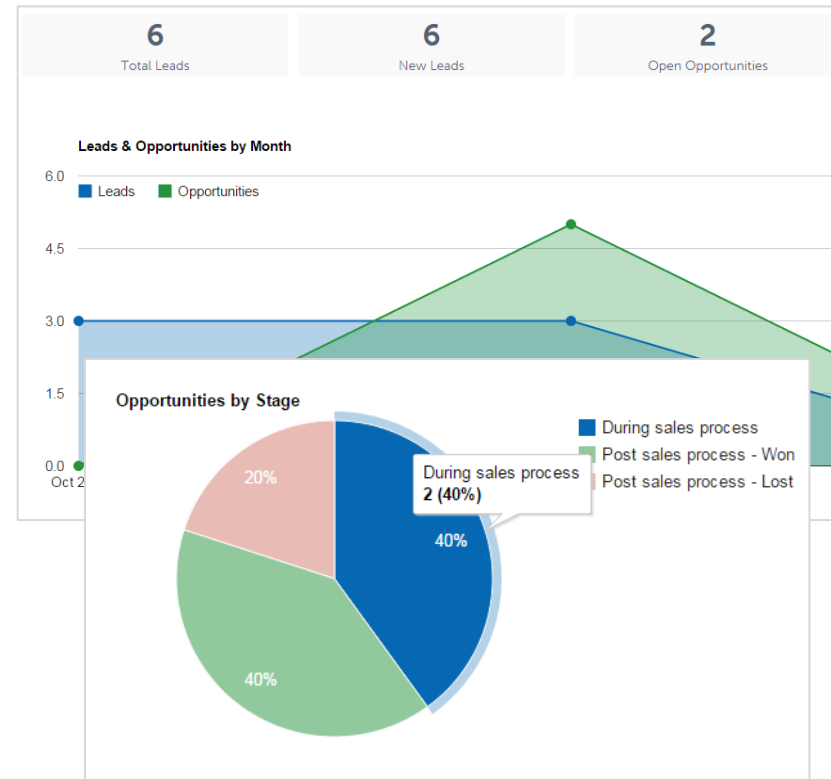 6
Total Leads
6
New Leads
2
Open Opportunities
Leads & Opportunities by Month
6.0
Leads
Opportunities
4.5
3.0
1.5
0.0
Oct 2
Opportunities by Stage
During sales process
Post sales process - Won
Post sales process - Lost
During sales process
2 (40%)
20%
40%
40%